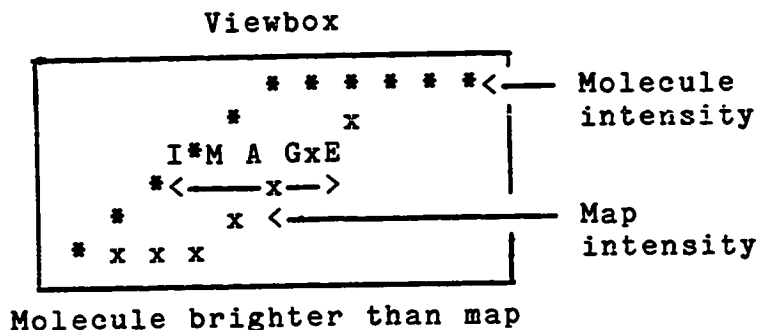 Viewbox
* * * * * *< Molecule
* x intensity
I*M A GxE
*< x >
* x < Map
* x x x intensity
Molecule brighter than map